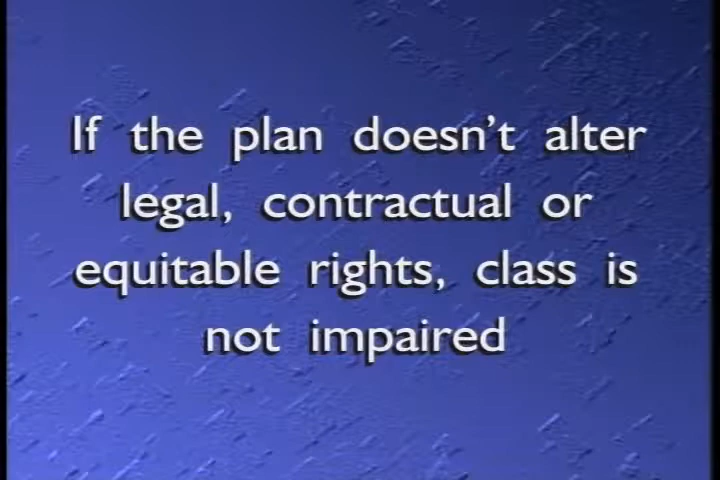 If the plan doesn’t alter
legal, contractual or
equitable rights, class is
not impaired